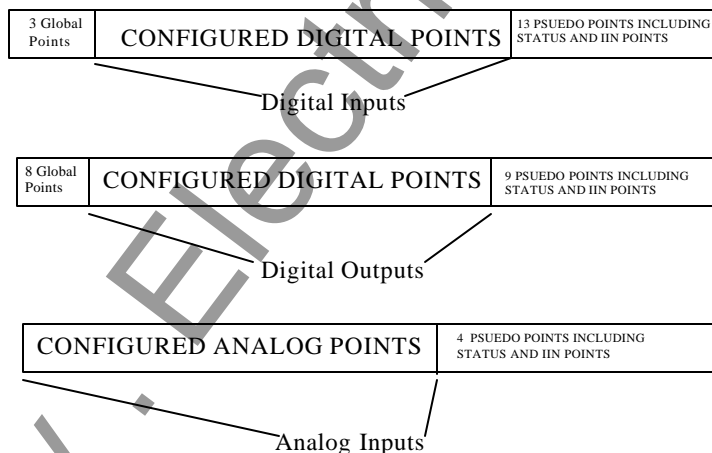 3 Global
Points
CONFIGURED DIGITAL POINTS
13 PSUEDO POINTS INCLUDING
STATUS AND IIN POINTS
Digital Inputs
8 Global
Points
CONFIGURED DIGITAL POINTS
9 PSUEDO POINTS INCLUDING
STATUS AND IIN POINTS
Digital Outputs
CONFIGURED ANALOG POINTS
4 PSUEDO POINTS INCLUDING
STATUS AND IIN POINTS
Analog Inputs